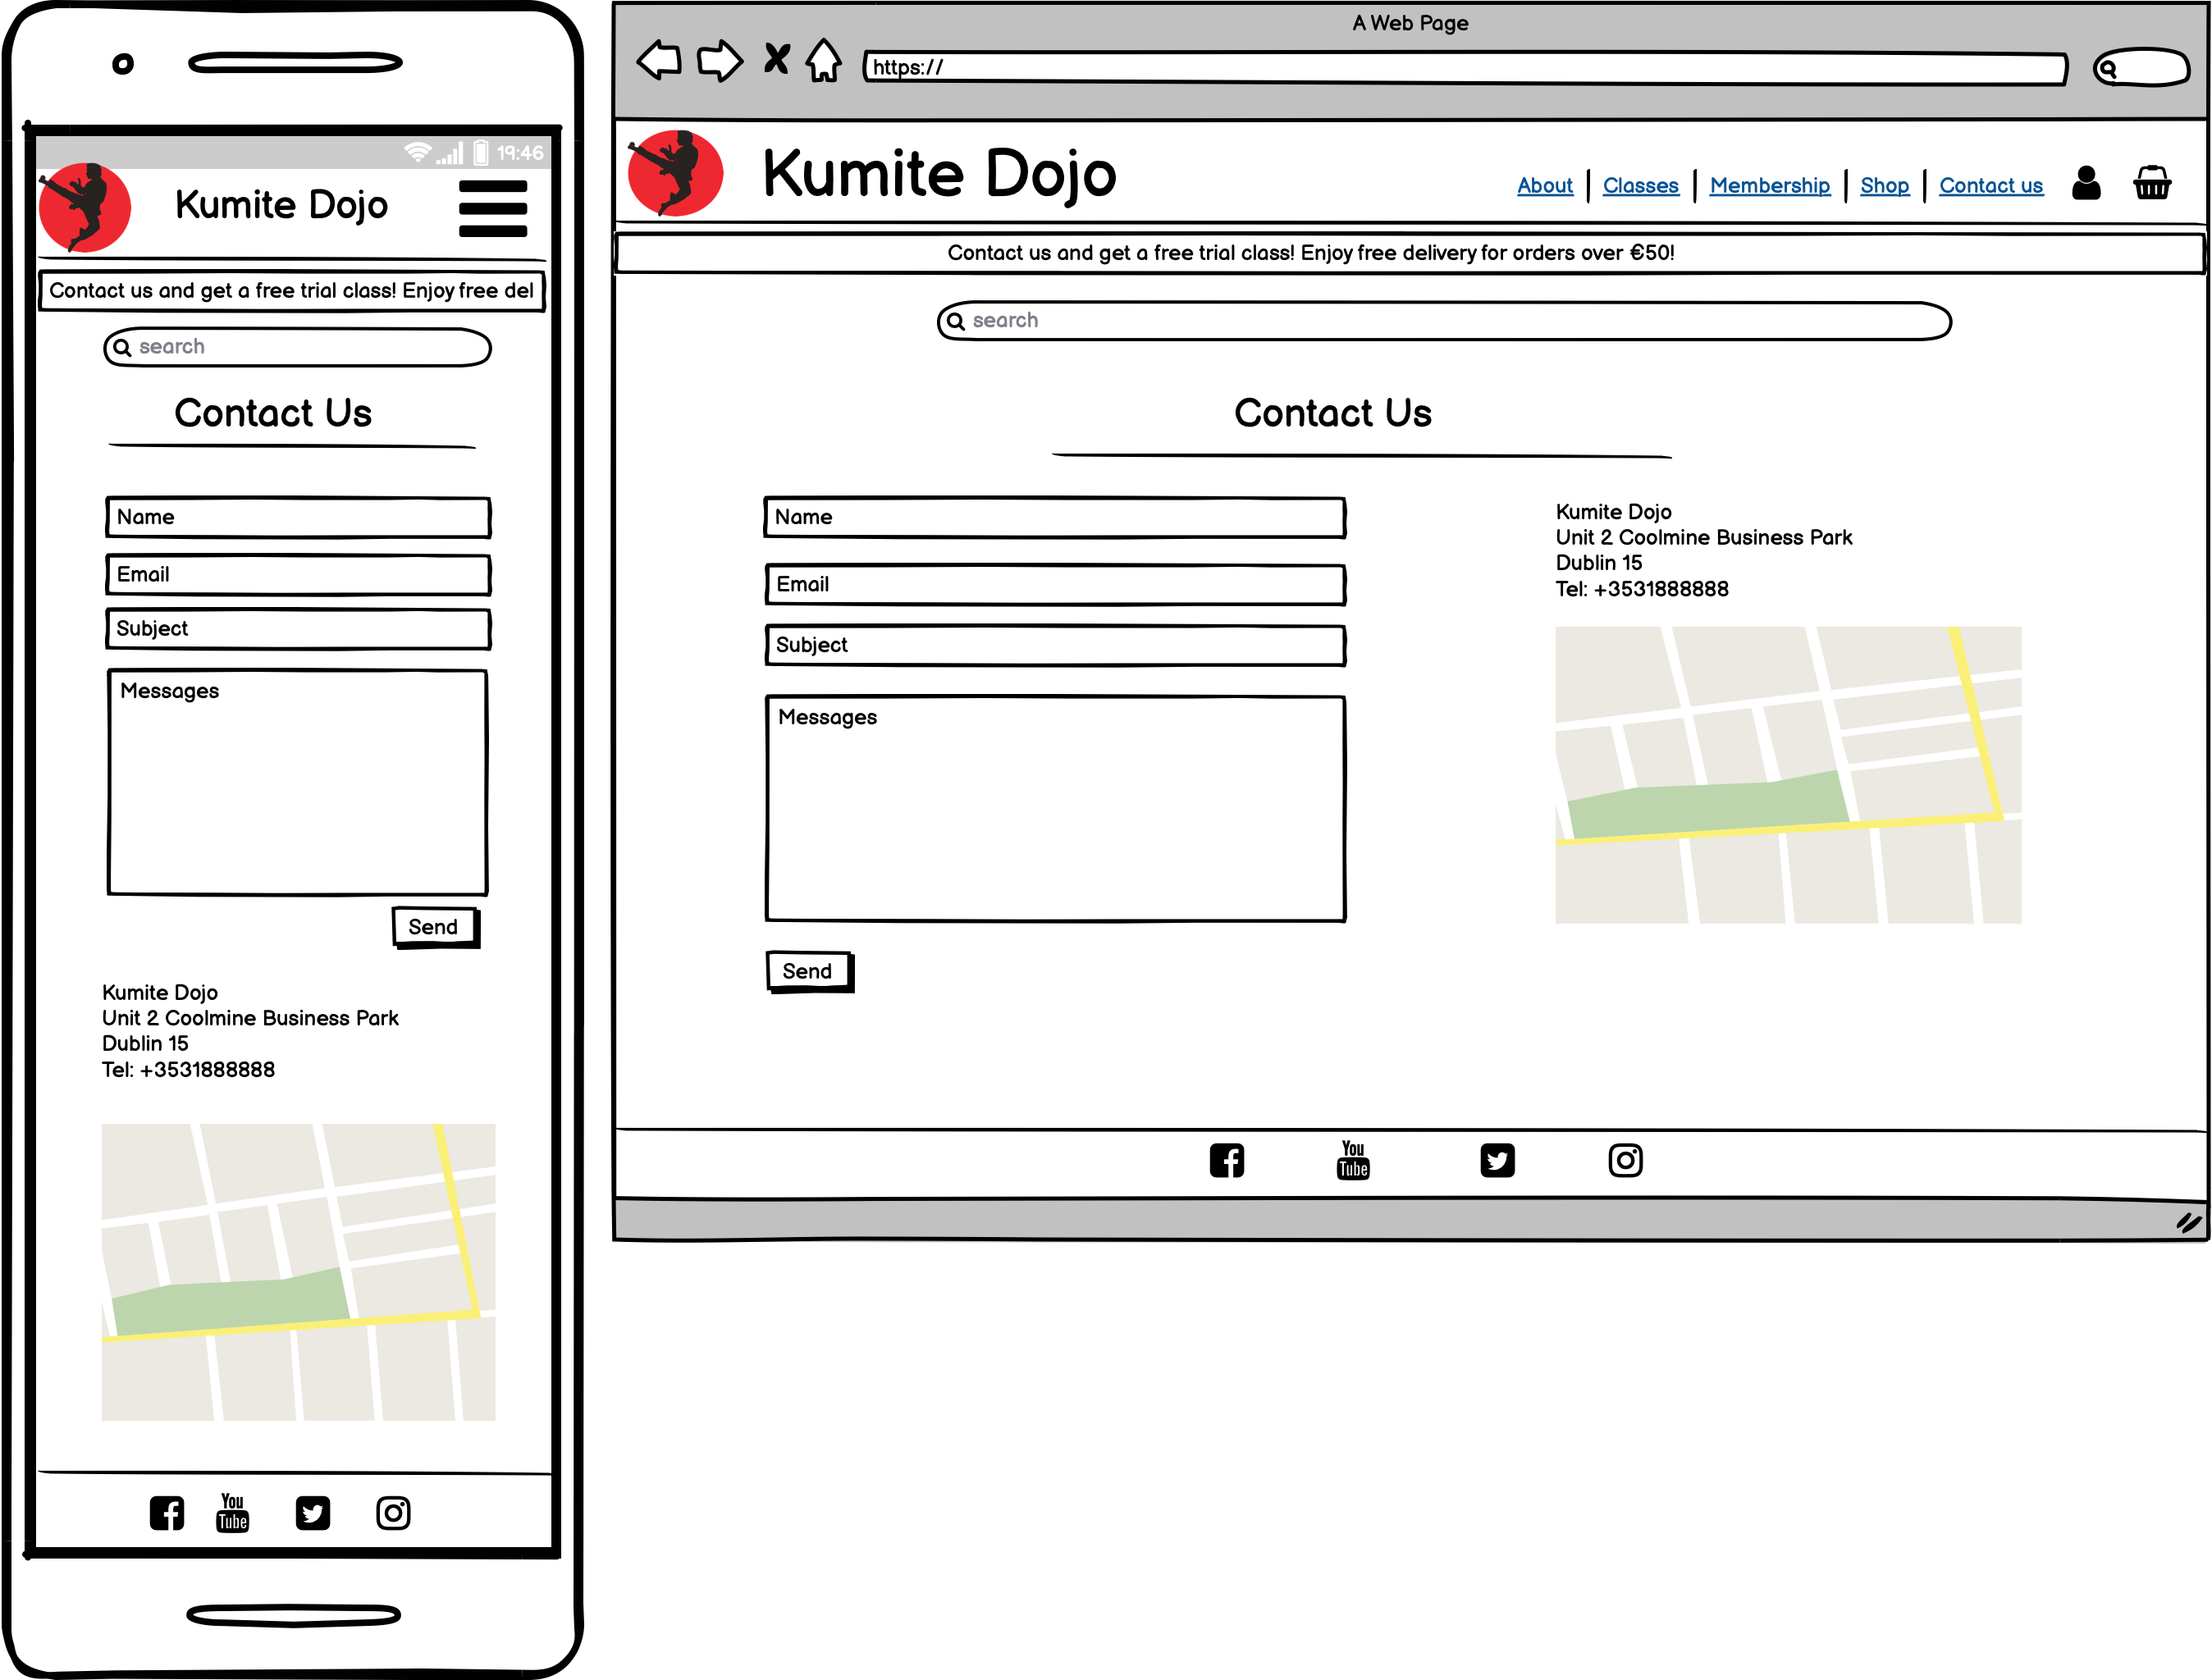 19:46
Kumite Dojo
Contact us and get a free trial class! Enjoy free del
search
Contact Us
Name
Email
Subject
Messages
Send
Kumite Dojo
Unit 2 Coolmine Business Park
Dublin 15
Tel: +3531888888
You
Tube
A Web Page
https://
Kumite Dojo
About | Classes | Membership | Shop | Contact us
Contact us and get a free trial class! Enjoy free delivery for orders over €50!
search
Contact Us
Name
Email
Subject
Messages
Send
Kumite Dojo
Unit 2 Coolmine Business Park
Dublin 15
Tel: +3531888888
You
Tube